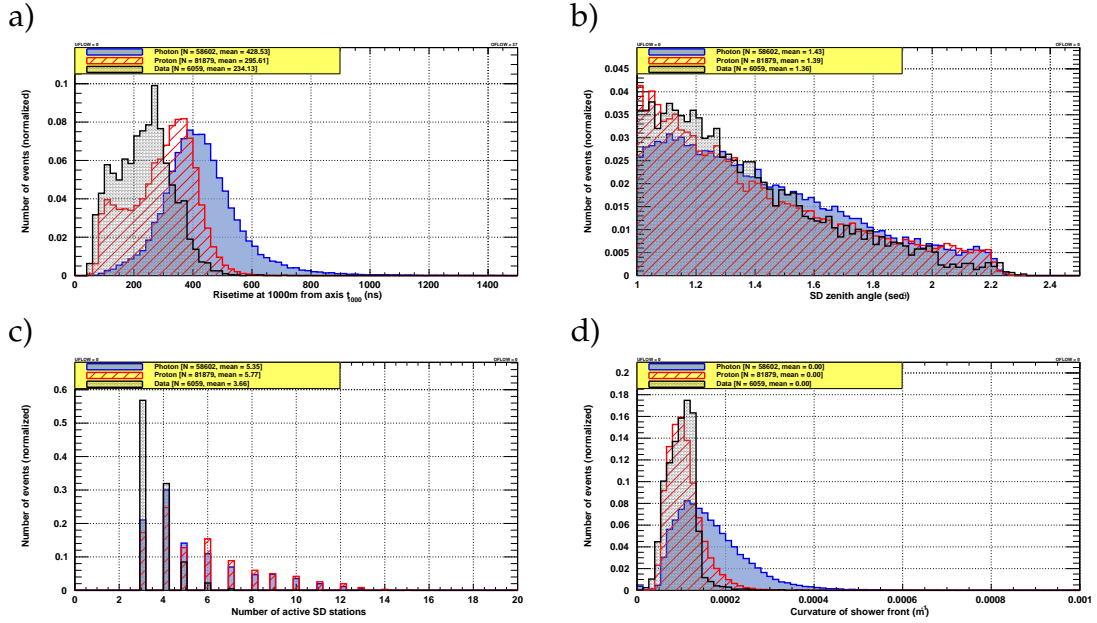 a)
UFLOW = 0
OFLOW = 37
Photon [N = 58602, mean = 428.53]
Proton [N = 81879, mean = 295.61]
Data [N = 6059, mean = 234.13]
Number of events (normalized)
0.1
0.08
0.06
0.04
0.02
0
0 200 400 600 800 1000 1200 1400
Risetime at 1000m from axis t1000 (ns)
b)
UFLOW = 0
OFLOW = 0
Photon [N = 58602, mean = 1.43]
Proton [N = 81879, mean = 1.39]
Data [N = 6059, mean = 1.36]
Number of events (normalized)
0.045
0.04
0.035
0.03
0.025
0.02
0.015
0.01
0.005
0
1 1.2 1.4 1.6 1.8 2 2.2 2.4
SD zenith angle (secθ)
c)
UFLOW = 0
OFLOW = 0
Photon [N = 58602, mean = 5.35]
Proton [N = 81879, mean = 5.77]
Data [N = 6059, mean = 3.66]
Number of events (normalized)
0.6
0.5
0.4
0.3
0.2
0.1
0
0 2 4 6 8 10 12 14 16 18 20
Number of active SD stations
d)
UFLOW = 0
OFLOW = 0
Photon [N = 58602, mean = 0.00]
Proton [N = 81879, mean = 0.00]
Data [N = 6059, mean = 0.00]
Number of events (normalized)
0.2
0.18
0.16
0.14
0.12
0.1
0.08
0.06
0.04
0.02
0
0 0.0002 0.0004 0.0006 0.0008 0.001
Curvature of shower front (m-1)